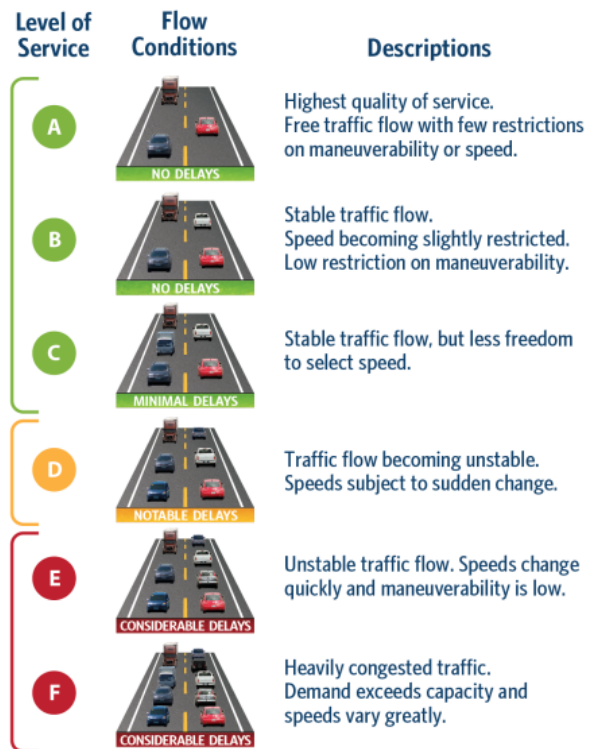 Level of Service
Flow Conditions
Descriptions
A
NO DELAYS
Highest quality of service.
Free traffic flow with few restrictions
on maneuverability or speed.
B
NO DELAYS
Stable traffic flow.
Speed becoming slightly restricted.
Low restriction on maneuverability.
C
MINIMAL DELAYS
Stable traffic flow, but less freedom
to select speed.
D
NOTABLE DELAYS
Traffic flow becoming unstable.
Speeds subject to sudden change.
E
CONSIDERABLE DELAYS
Unstable traffic flow. Speeds change
quickly and maneuverability is low.
F
CONSIDERABLE DELAYS
Heavily congested traffic.
Demand exceeds capacity and
speeds vary greatly.